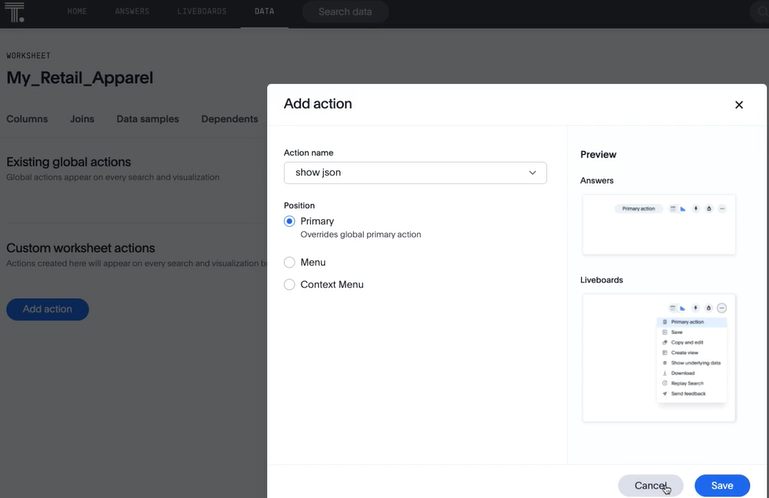 T.
HOME ANSWERS LIVEBOARDS DATA Search data
WORKSHEET
My_Retail_Apparel
Columns Joins Data samples Dependents
Existing global actions
Global actions appear on every search and visualization
Custom worksheet actions
Actions created here will appear on every search and visualization
Add action
Add action
Action name
show json
Position
Primary
Overrides global primary action
Menu
Context Menu
Preview
Answers
Primary action
Liveboards
Primary action
Save
Copy and edit
Create view
Show underlying data
Download
Replay Search
Send feedback
Cancel Save